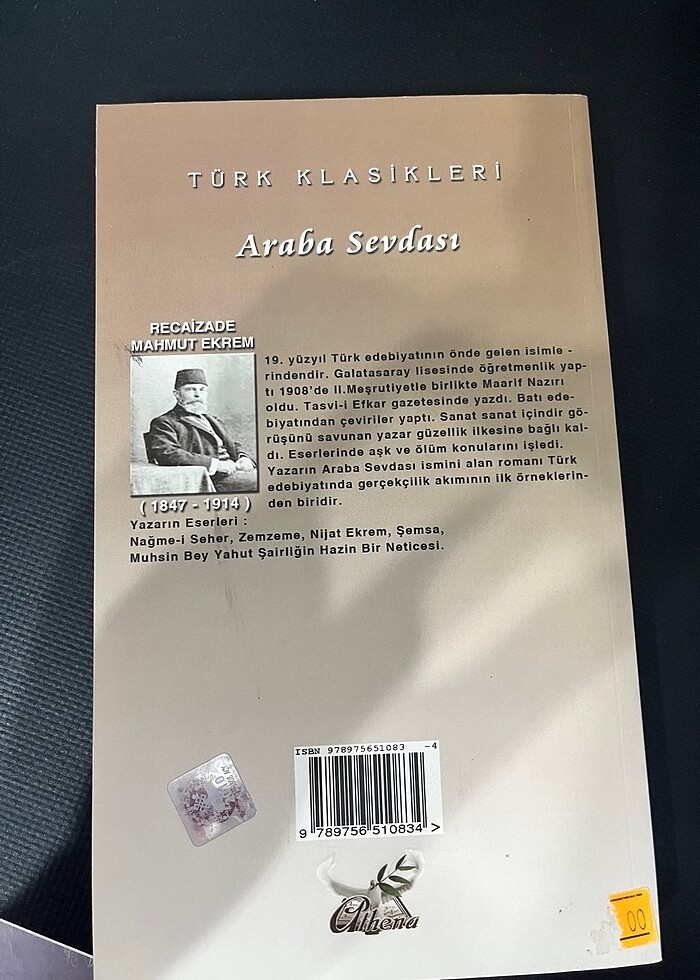 TÜRK KLASİKLERİ
Araba Sevdası
RECAİZADE
MAHMUT EKREM
( 1847 - 1914 )
19. yüzyıl Türk edebiyatının önde gelen isimle -
rindendir. Galatasaray lisesinde öğretmenlik yap-
tı 1908'de II.Meşrutiyetle birlikte Maarif Nazırı
oldu. Tasvi-i Efkar gazetesinde yazdı. Batı ede-
biyatından çeviriler yaptı. Sanat sanat içindir gö-
rüşünü savunan yazar güzellik ilkesine bağlı kal-
dı. Eserlerinde aşk ve ölüm konularını işledi.
Yazarın Araba Sevdası ismini alan romanı Türk
edebiyatında gerçekçilik akımının ilk örneklerin-
den biridir.
Yazarın Eserleri :
Nağme-i Seher, Zemzeme, Nijat Ekrem, Şemsa,
Muhsin Bey Yahut Şairliğin Hazin Bir Neticesi.
ISBN 978975651083 -4
9 789756 510834 >
Athena
00